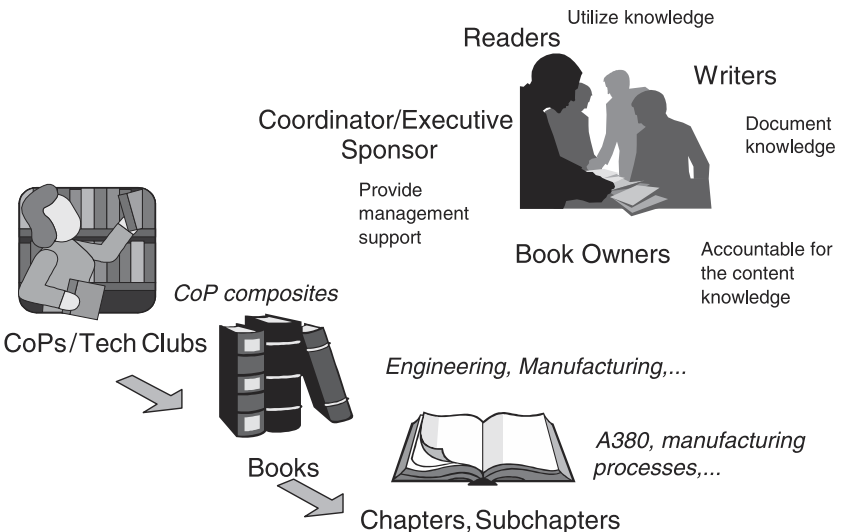 Utilize knowledge
Readers
Writers
Coordinator/Executive
Sponsor
Document
knowledge
Provide
management
support
Book Owners
Accountable for
the content
knowledge
CoP composites
CoPs/Tech Clubs
Engineering, Manufacturing,...
A380, manufacturing
processes,...
Books
Chapters, Subchapters